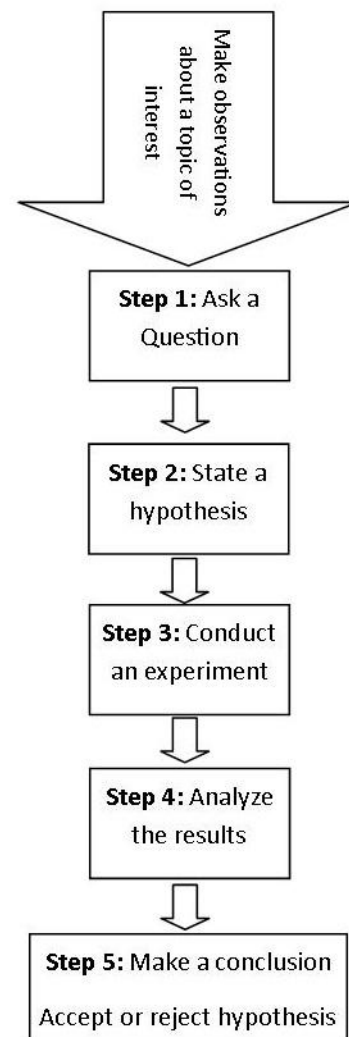 Make observations
about a topic of
interest
Step 1: Ask a
Question
Step 2: State a
hypothesis
Step 3: Conduct
an experiment
Step 4: Analyze
the results
Step 5: Make a conclusion
Accept or reject hypothesis